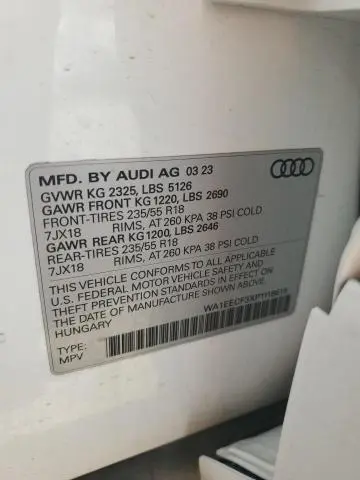 MFD. BY AUDI AG 03 23
GVWR KG 2325, LBS 5126
GAWR FRONT KG1220, LBS 2690
FRONT-TIRES 235/55 R18
7JX18 RIMS, AT 260 KPA 38 PSI COLD
GAWR REAR KG1200, LBS 2646
REAR-TIRES 235/55 R18
7JX18 RIMS, AT 260 KPA 38 PSI COLD
THIS VEHICLE CONFORMS TO ALL APPLICABLE
U.S. FEDERAL MOTOR VEHICLE SAFETY AND
THEFT PREVENTION STANDARDS IN EFFECT ON
THE DATE OF MANUFACTURE SHOWN ABOVE.
HUNGARY
TYPE:
MPV